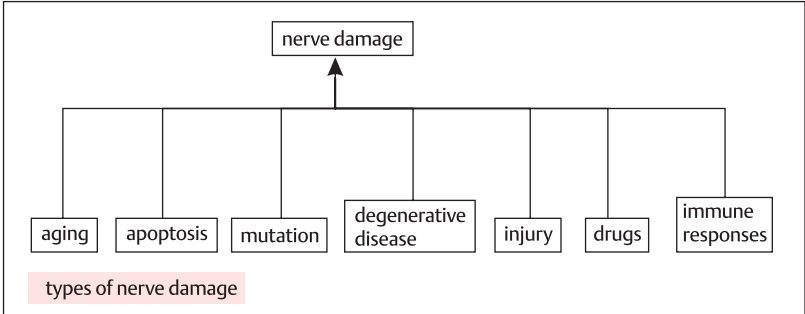 nerve damage
aging
apoptosis
mutation
degenerative
disease
injury
drugs
immune
responses
types of nerve damage